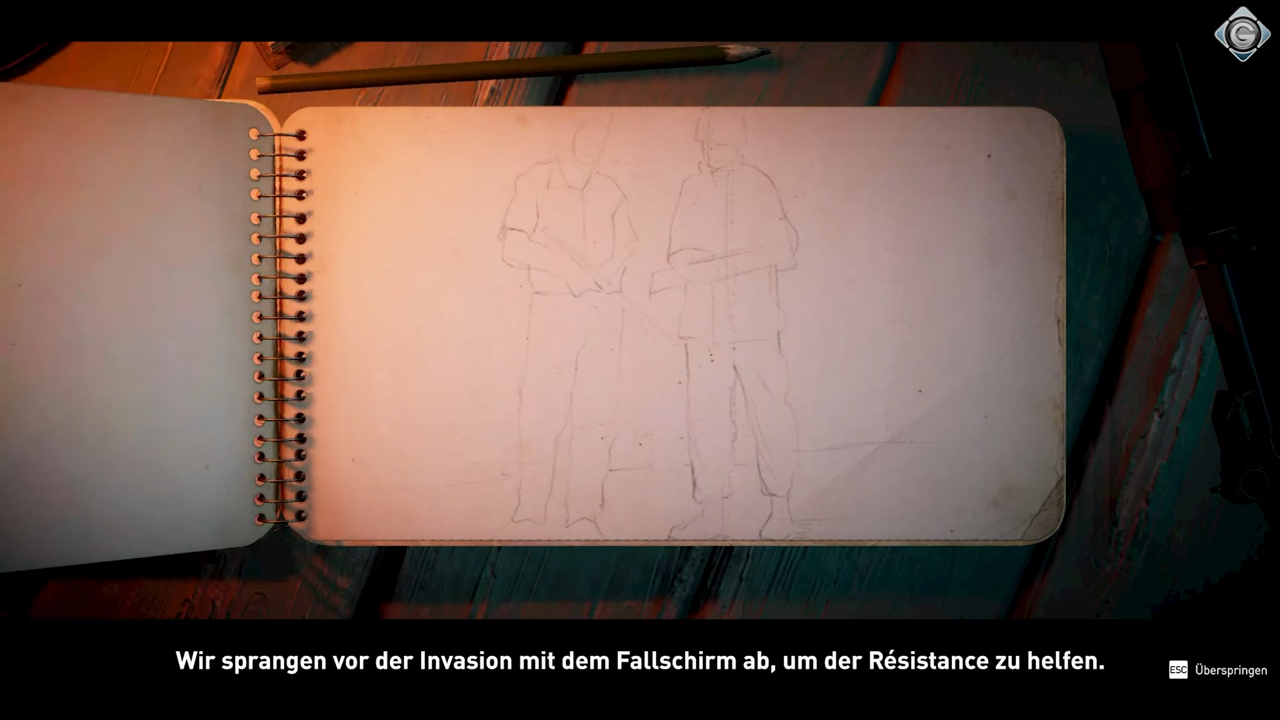 G
Wir sprangen vor der Invasion mit dem Fallschirm ab, um der Résistance zu helfen.
ESC Überspringen